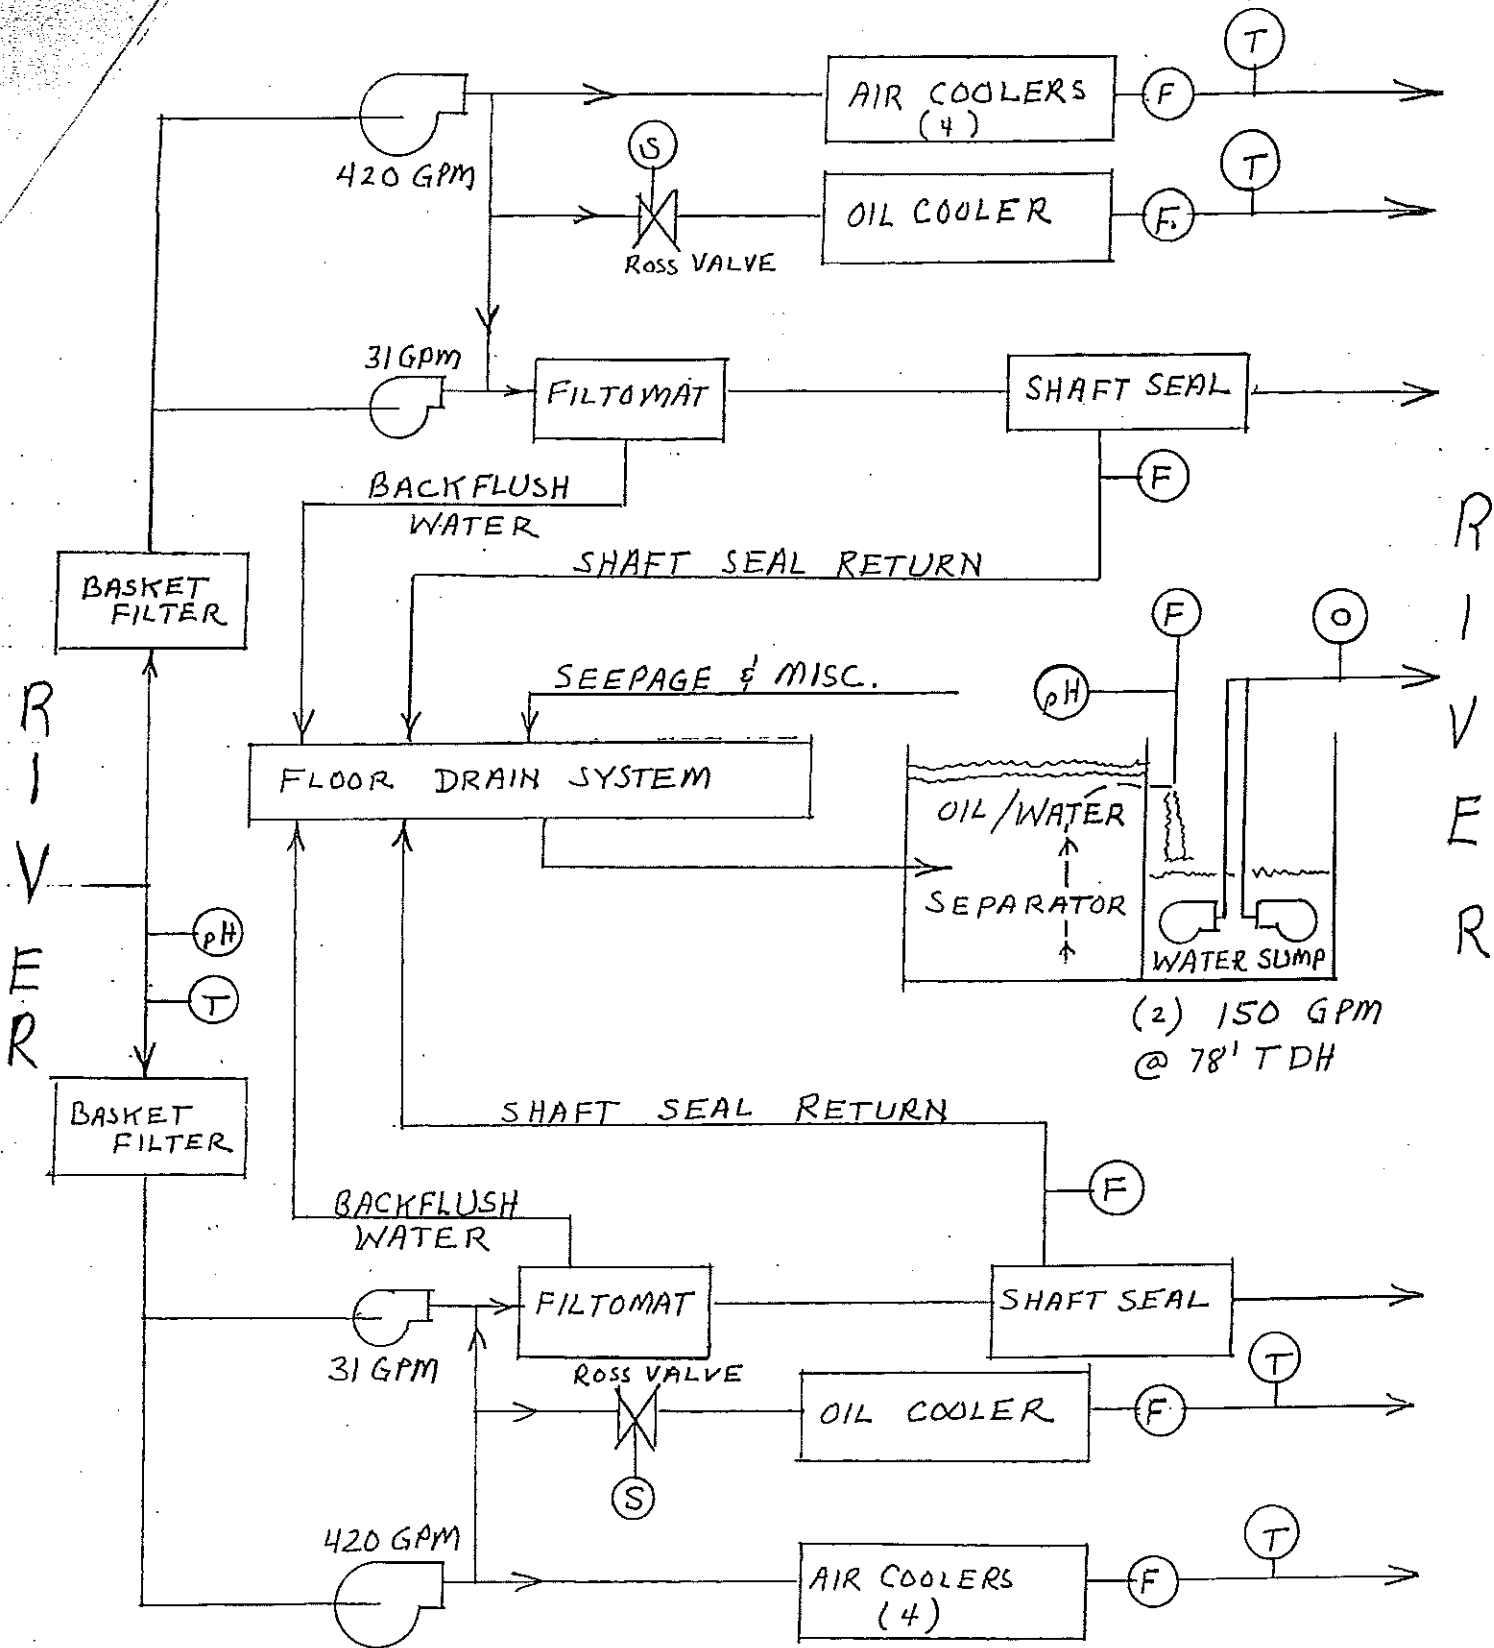 T
AIR COOLERS
(4)
F
420 GPM
S
T
OIL COOLER
F.
ROSS VALVE
31 GPM
FILTOMAT
SHAFT SEAL
BACKFLUSH
WATER
F
SHAFT SEAL RETURN
BASKET
FILTER
F
O
SEEPAGE & MISC.
pH
RIVER
RIVER
FLOOR DRAIN SYSTEM
OIL/WATER
SEPARATOR
pH
WATER SUMP
T
(2) 150 GPM
@ 78' TDH
BASKET
FILTER
SHAFT SEAL RETURN
F
BACKFLUSH
WATER
FILTOMAT
SHAFT SEAL
31 GPM
ROSS VALVE
T
OIL COOLER
F
S
420 GPM
T
AIR COOLERS
(4)
F